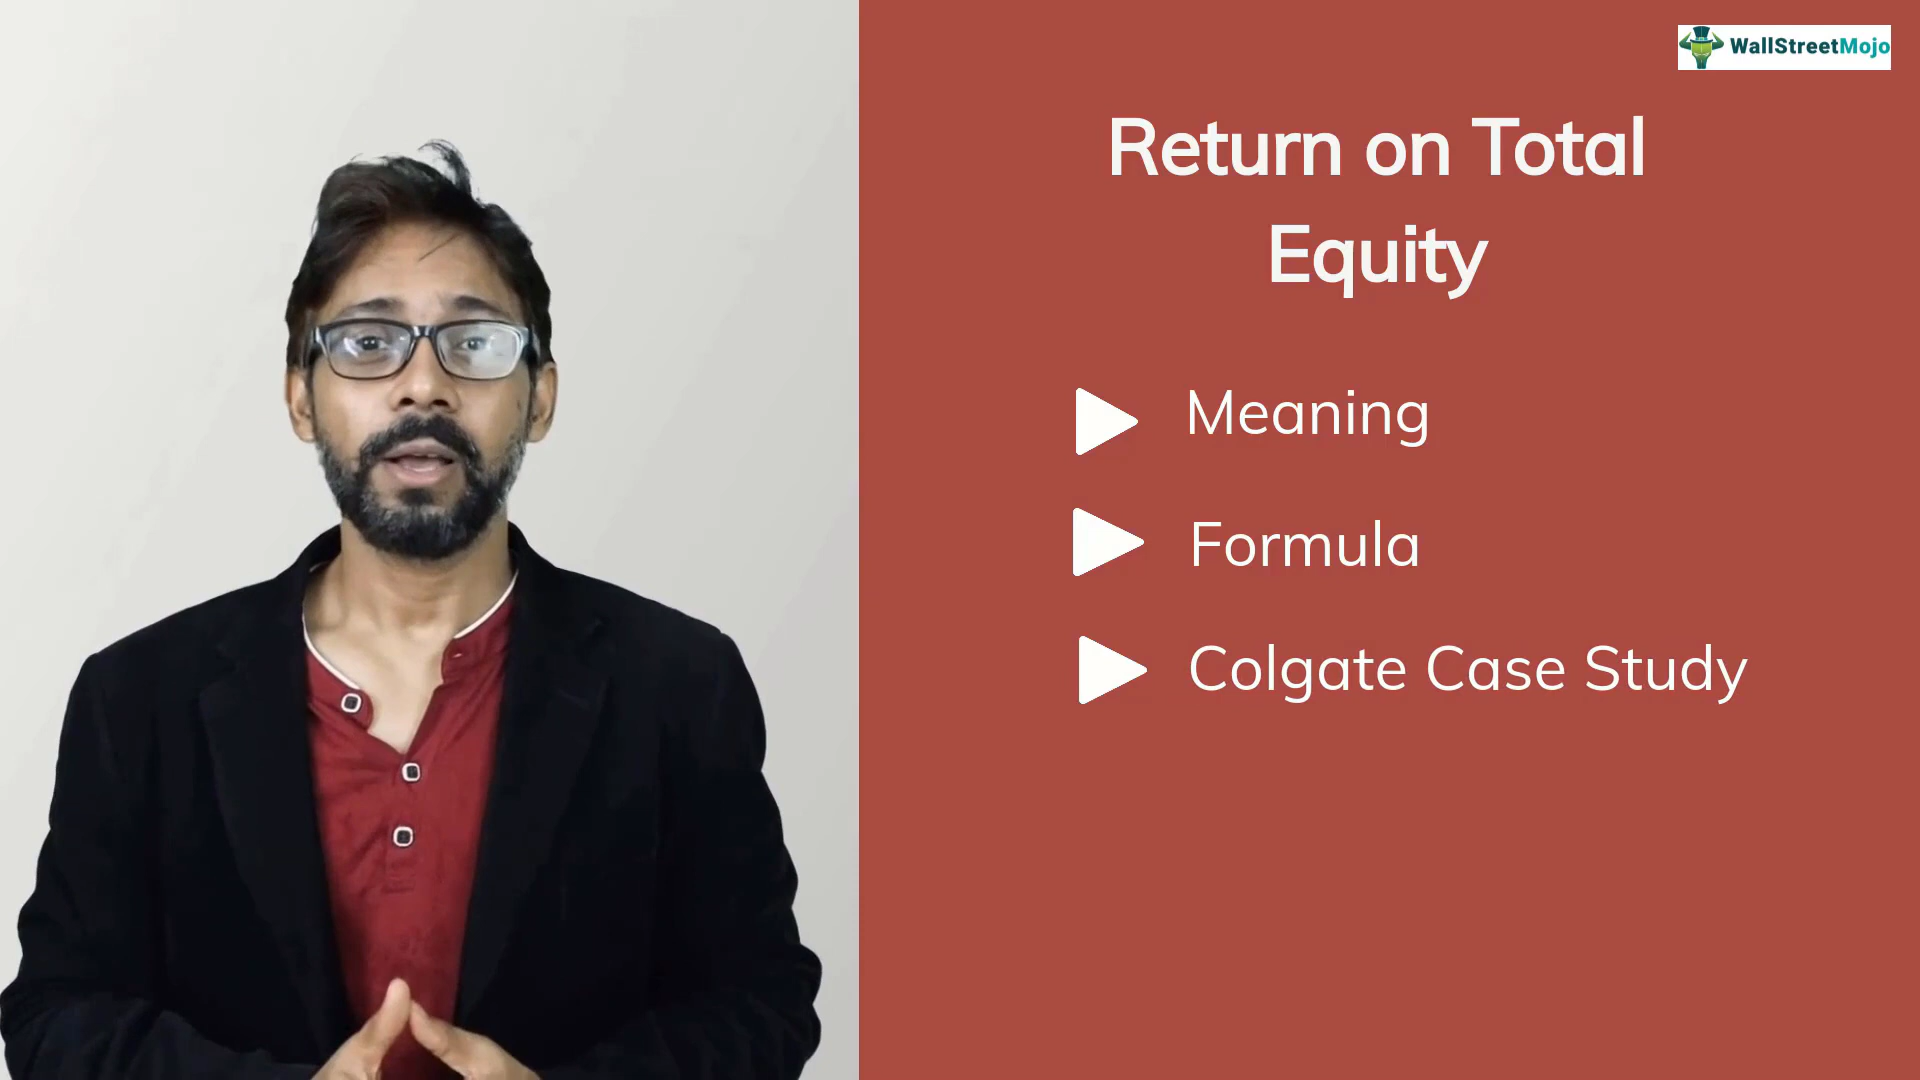 WallStreetMojo
Return on Total
Equity
Meaning
Formula
Colgate Case Study